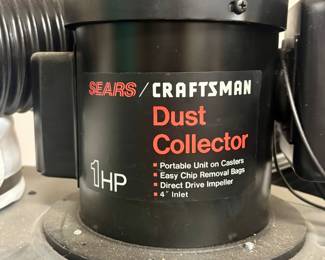 SEARS / CRAFTSMAN
Dust
Collector
1HP
▪ Portable Unit on Casters
▪ Easy Chip Removal Bags
▪ Direct Drive Impeller
▪ 4" Inlet